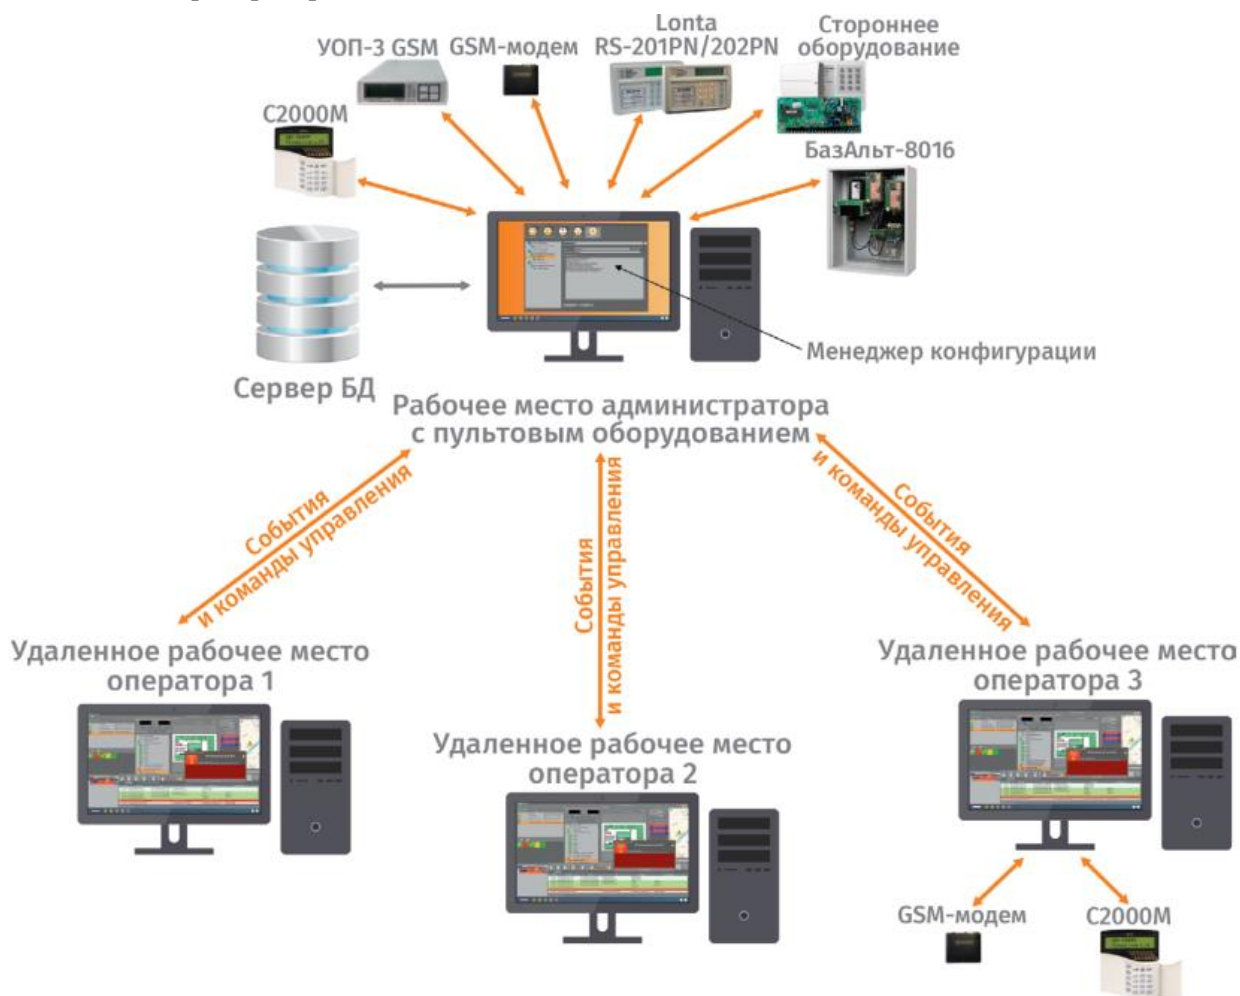 Lonta
RS-201PN/202PN
Стороннее
оборудование
УОП-3 GSM
GSM-модем
С2000М
БазАльт-8016
Менеджер конфигурации
Сервер БД
Рабочее место администратора
с пультовым оборудованием
События
и команды управления
События
и команды управления
События
и команды управления
Удаленное рабочее место
оператора 1
Удаленное рабочее место
оператора 2
Удаленное рабочее место
оператора 3
GSM-модем
С2000М